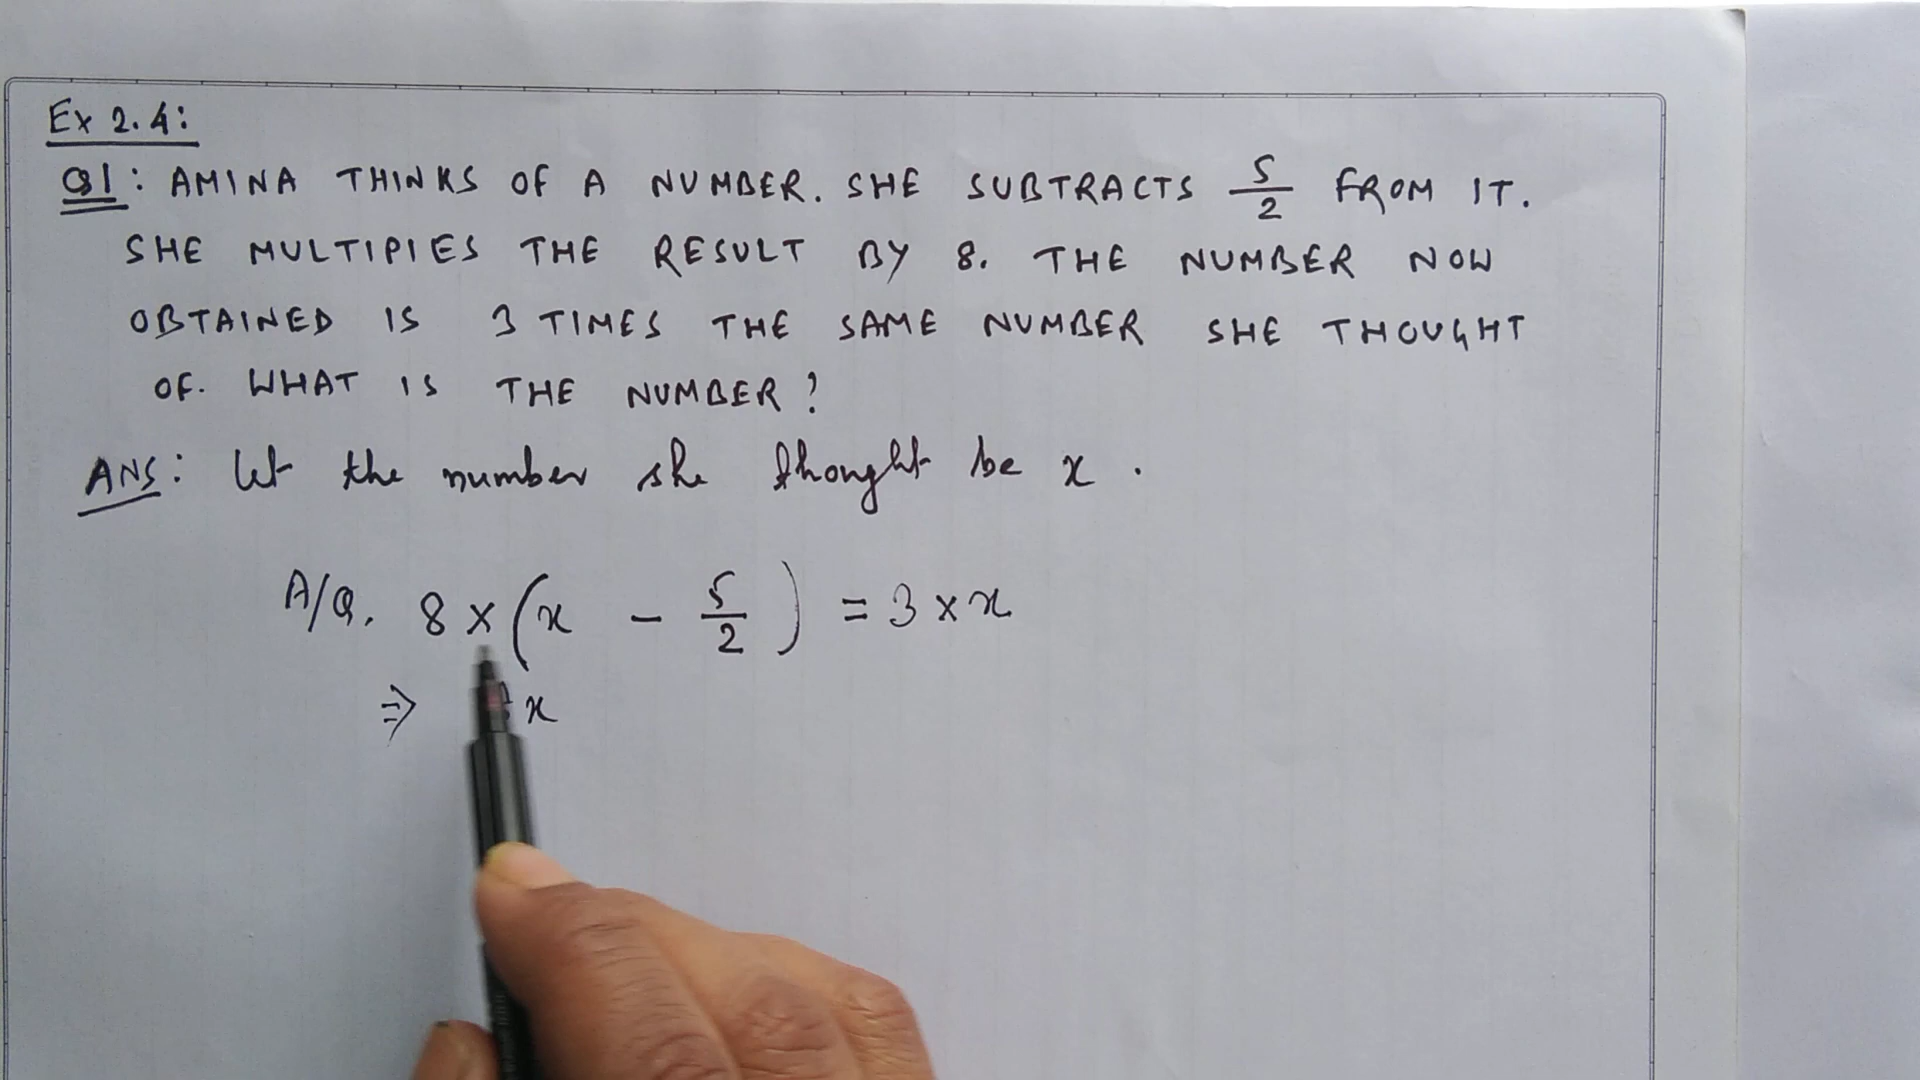 Ex 2.4:
Q1: AMINA THINKS OF A NUMBER. SHE SUBTRACTS 5/2 FROM IT.
SHE MULTIPIES THE RESULT BY 8. THE NUMBER NOW
OBTAINED IS 3 TIMES THE SAME NUMBER SHE THOUGHT
OF. WHAT IS THE NUMBER?
ANS: Let the number she thought be x.
A/Q. 8 × (x - 5/2) = 3 × x
⇒ 8x